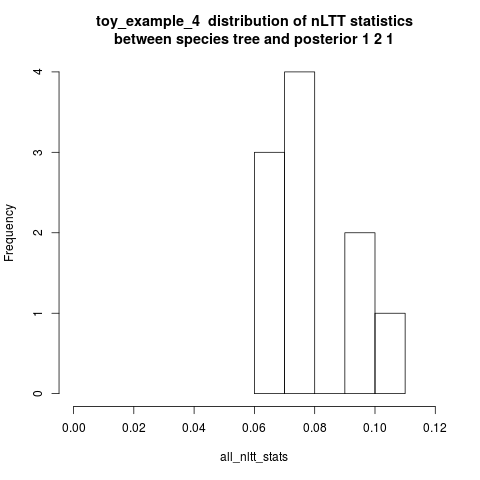 toy_example_4 distribution of nLTT statistics
between species tree and posterior 1 2 1
Frequency
4
3
2
1
0
0.00 0.02 0.04 0.06 0.08 0.10 0.12
all_nltt_stats